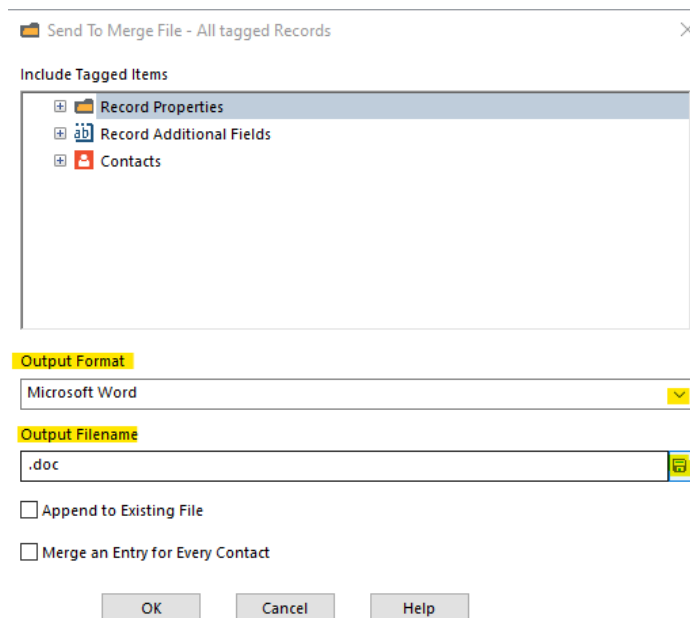 Send To Merge File - All tagged Records
Include Tagged Items
Record Properties
ab Record Additional Fields
Contacts
Output Format
Microsoft Word
Output Filename
.doc
Append to Existing File
Merge an Entry for Every Contact
OK Cancel Help